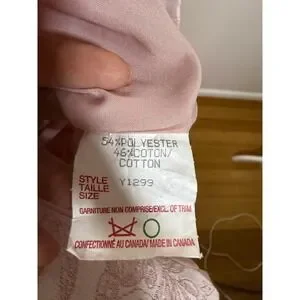 54%POLYESTER
46%COTON/
COTTON
STYLE
TAILLE Y1299
SIZE
GARNITURE NON COMPRISE/EXCL. OF TRIM
CONFECTIONNÉ AU CANADA/MADE IN CANADA